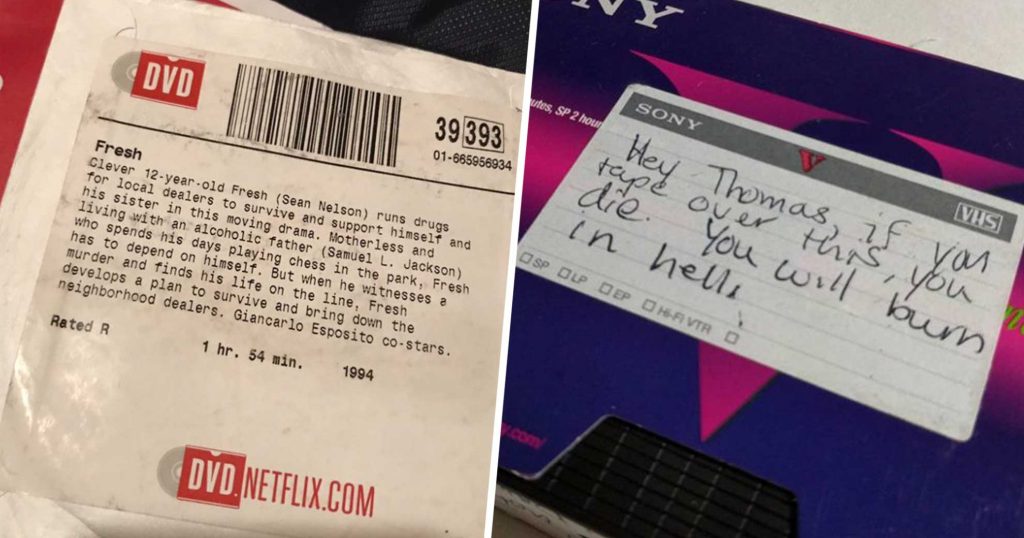 DVD
39 393
01-665956934
Fresh
Clever 12-year-old Fresh (Sean Nelson) runs drugs
for local dealers to survive and support himself and
his sister in this moving drama. Motherless and
living with an alcoholic father (Samuel L. Jackson)
who spends his days playing chess in the park, Fresh
has to depend on himself. But when he witnesses a
murder and finds his life on the line, Fresh
develops a plan to survive and bring down the
neighborhood dealers. Giancarlo Esposito co-stars.
Rated R
1 hr. 54 min. 1994
DVD NETFLIX.COM
SONY
SP 2 hour
SONY
V
VHS
Hey Thomas, if you
tape over this, you
die. You will burn
in hell!
SP LP EP HI-FI VTR
.com/